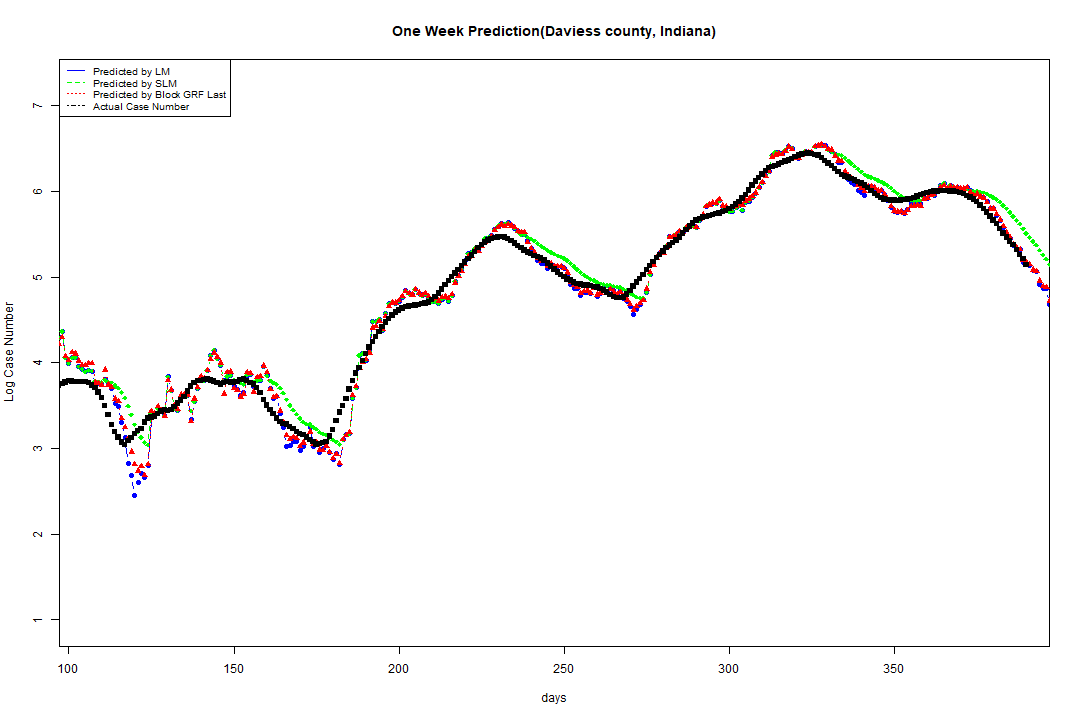 One Week Prediction(Daviess county, Indiana)
Predicted by LM
Predicted by SLM
Predicted by Block GRF Last
Actual Case Number
7
6
5
4
3
2
1
Log Case Number
100 150 200 250 300 350
days